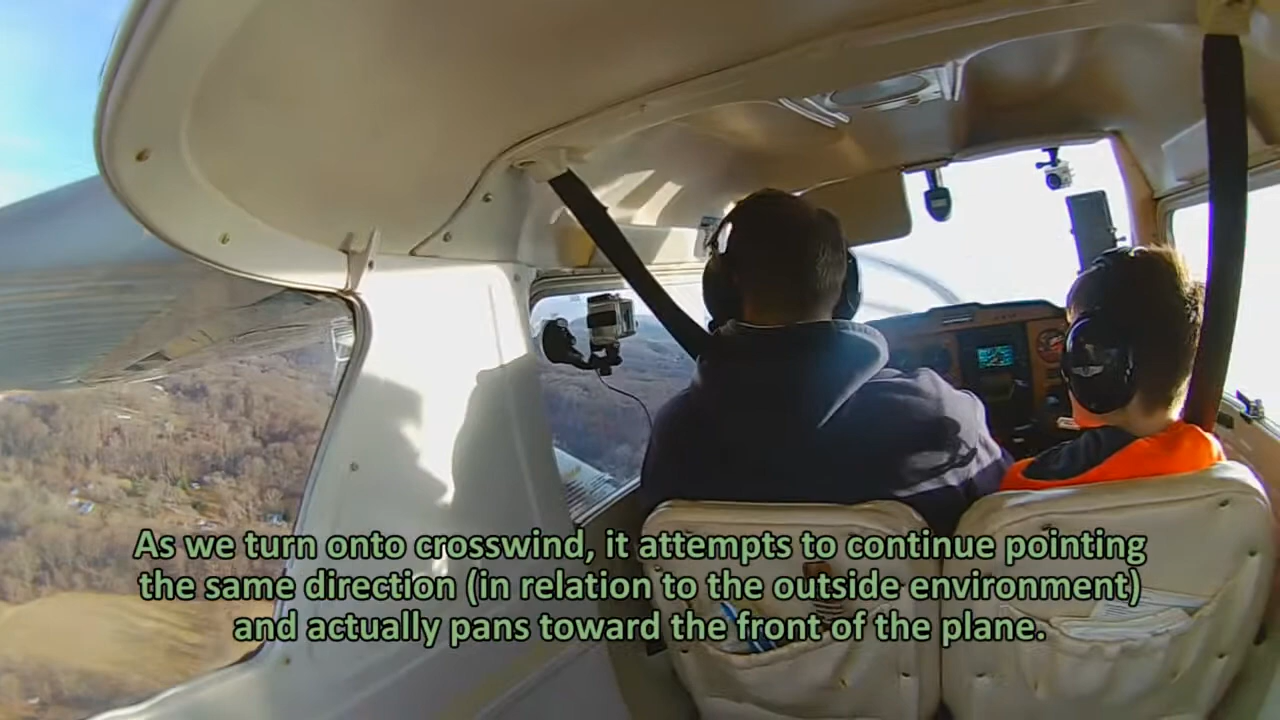 As we turn onto crosswind, it attempts to continue pointing
the same direction (in relation to the outside environment)
and actually pans toward the front of the plane.